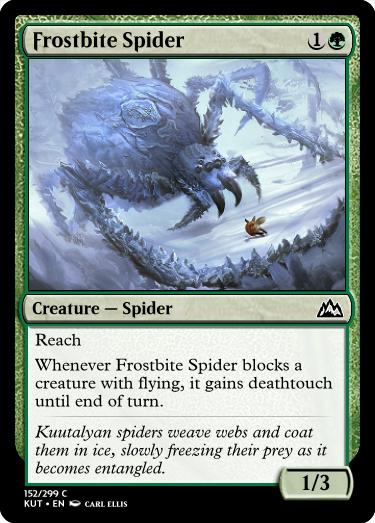 Frostbite Spider 1
Creature — Spider
Reach
Whenever Frostbite Spider blocks a
creature with flying, it gains deathtouch
until end of turn.
Kuutalyan spiders weave webs and coat
them in ice, slowly freezing their prey as it
becomes entangled.
1/3
152/299 C
KUT • EN CARL ELLIS